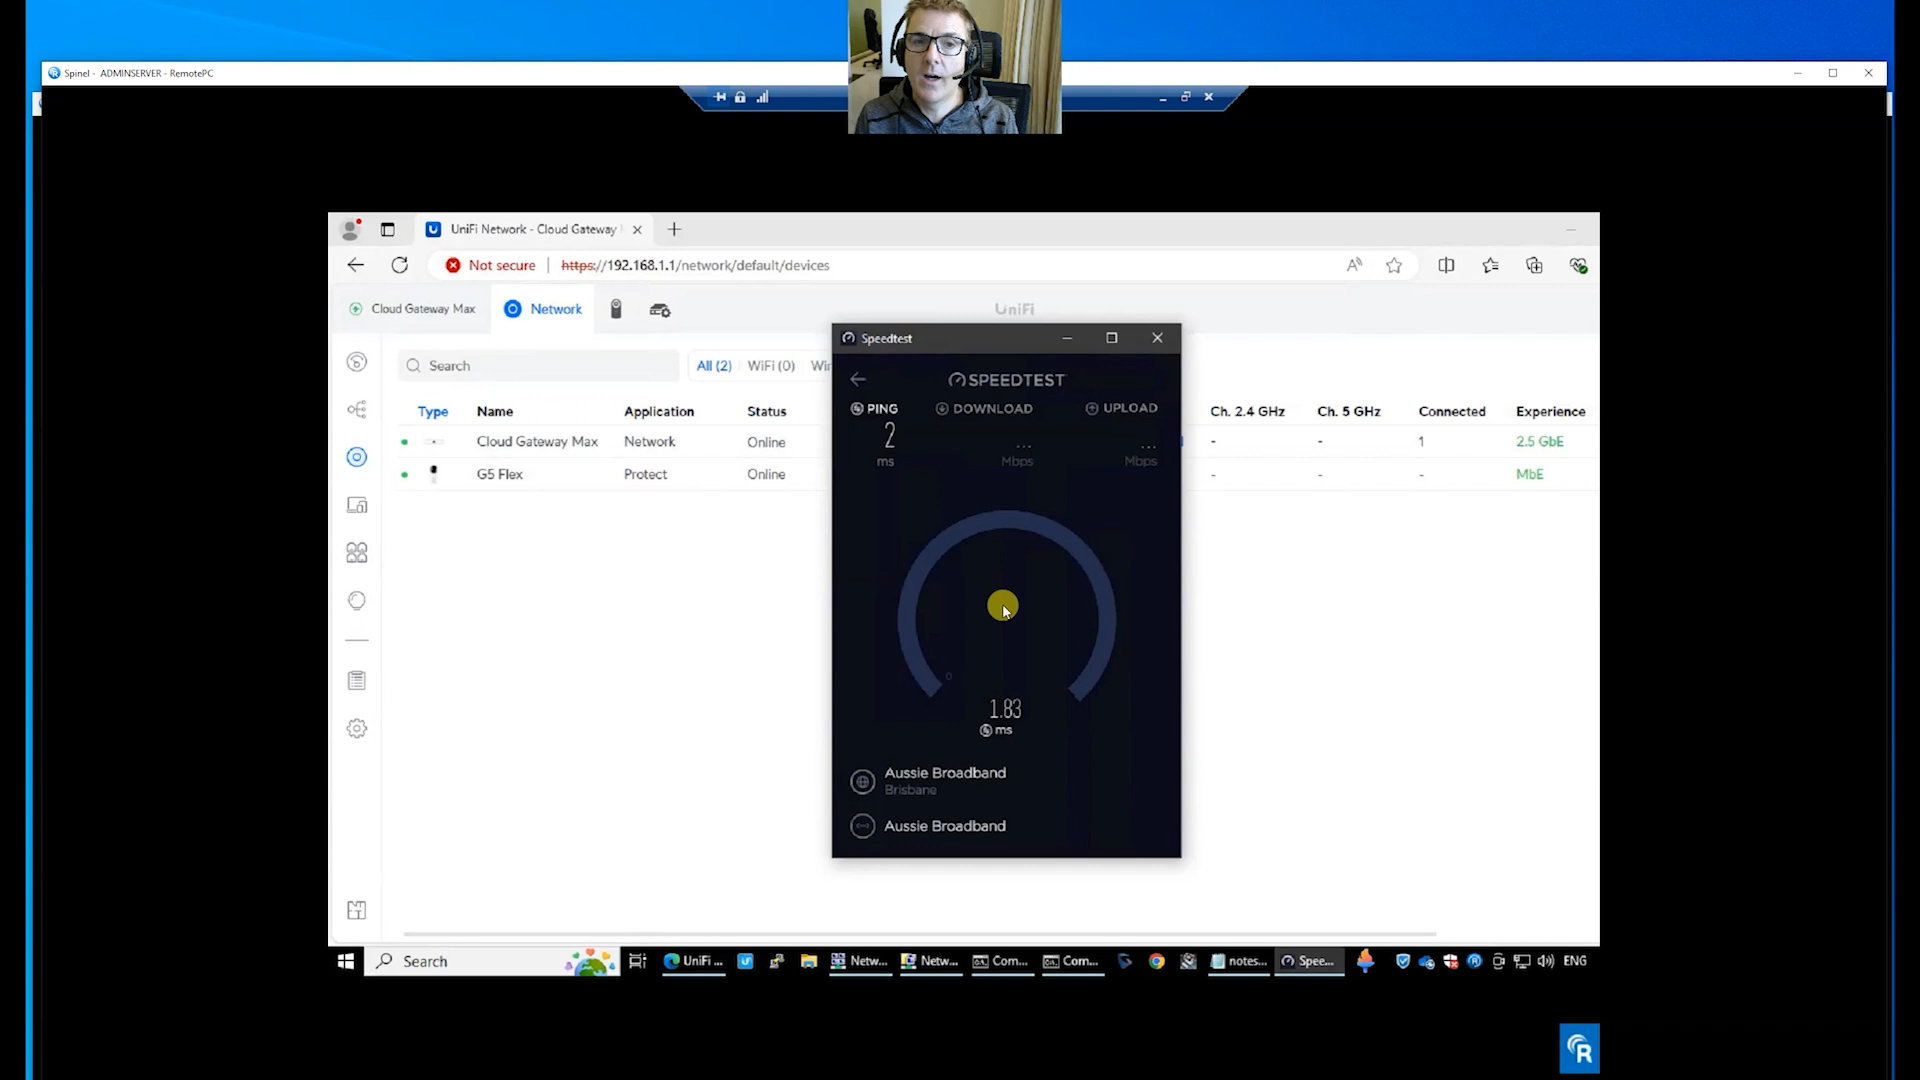 Spinel - ADMINSERVER - RemotePC
UniFi Network - Cloud Gateway
Not secure
https://192.168.1.1/network/default/devices
Cloud Gateway Max
Network
UniFi
Search
All (2)
WiFi (0)
Type
Name
Application
Status
Ch. 2.4 GHz
Ch. 5 GHz
Connected
Experience
Cloud Gateway Max
Network
Online
-
-
1
2.5 GbE
G5 Flex
Protect
Online
-
-
-
MbE
Speedtest
SPEEDTEST
PING
DOWNLOAD
UPLOAD
2
...
...
ms
Mbps
Mbps
0
1.83
ms
Aussie Broadband
Brisbane
Aussie Broadband
Search
UniFi ...
Netw...
Netw...
Com...
Com...
notes...
Spee...
ENG